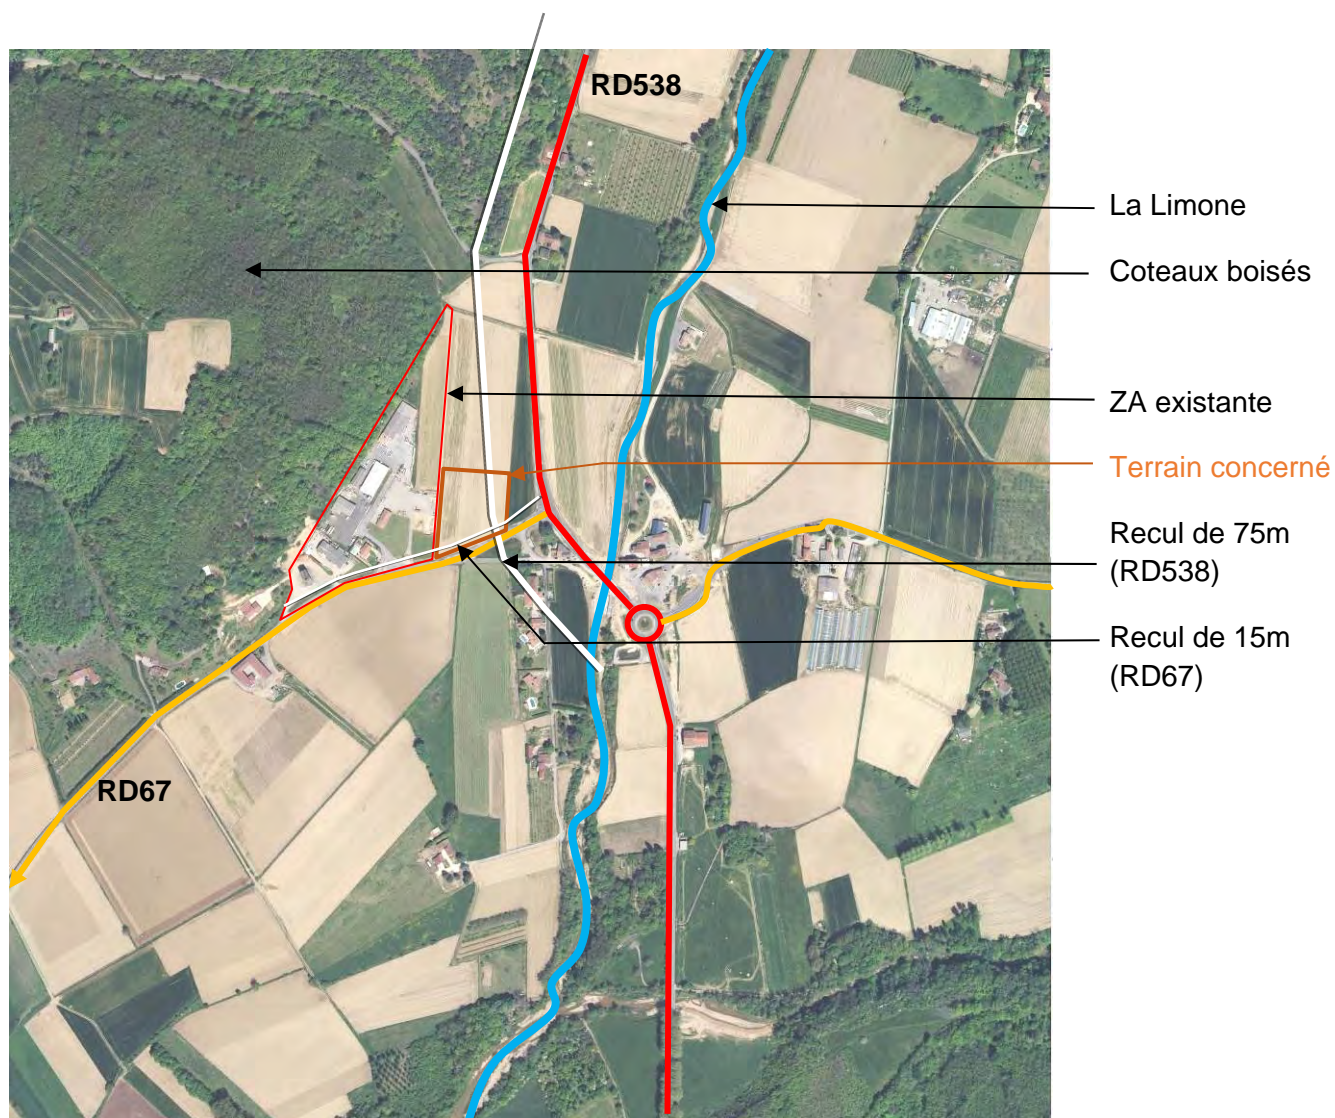 RD538
La Limone
Coteaux boisés
ZA existante
Terrain concerné
Recul de 75m
(RD538)
Recul de 15m
(RD67)
RD67